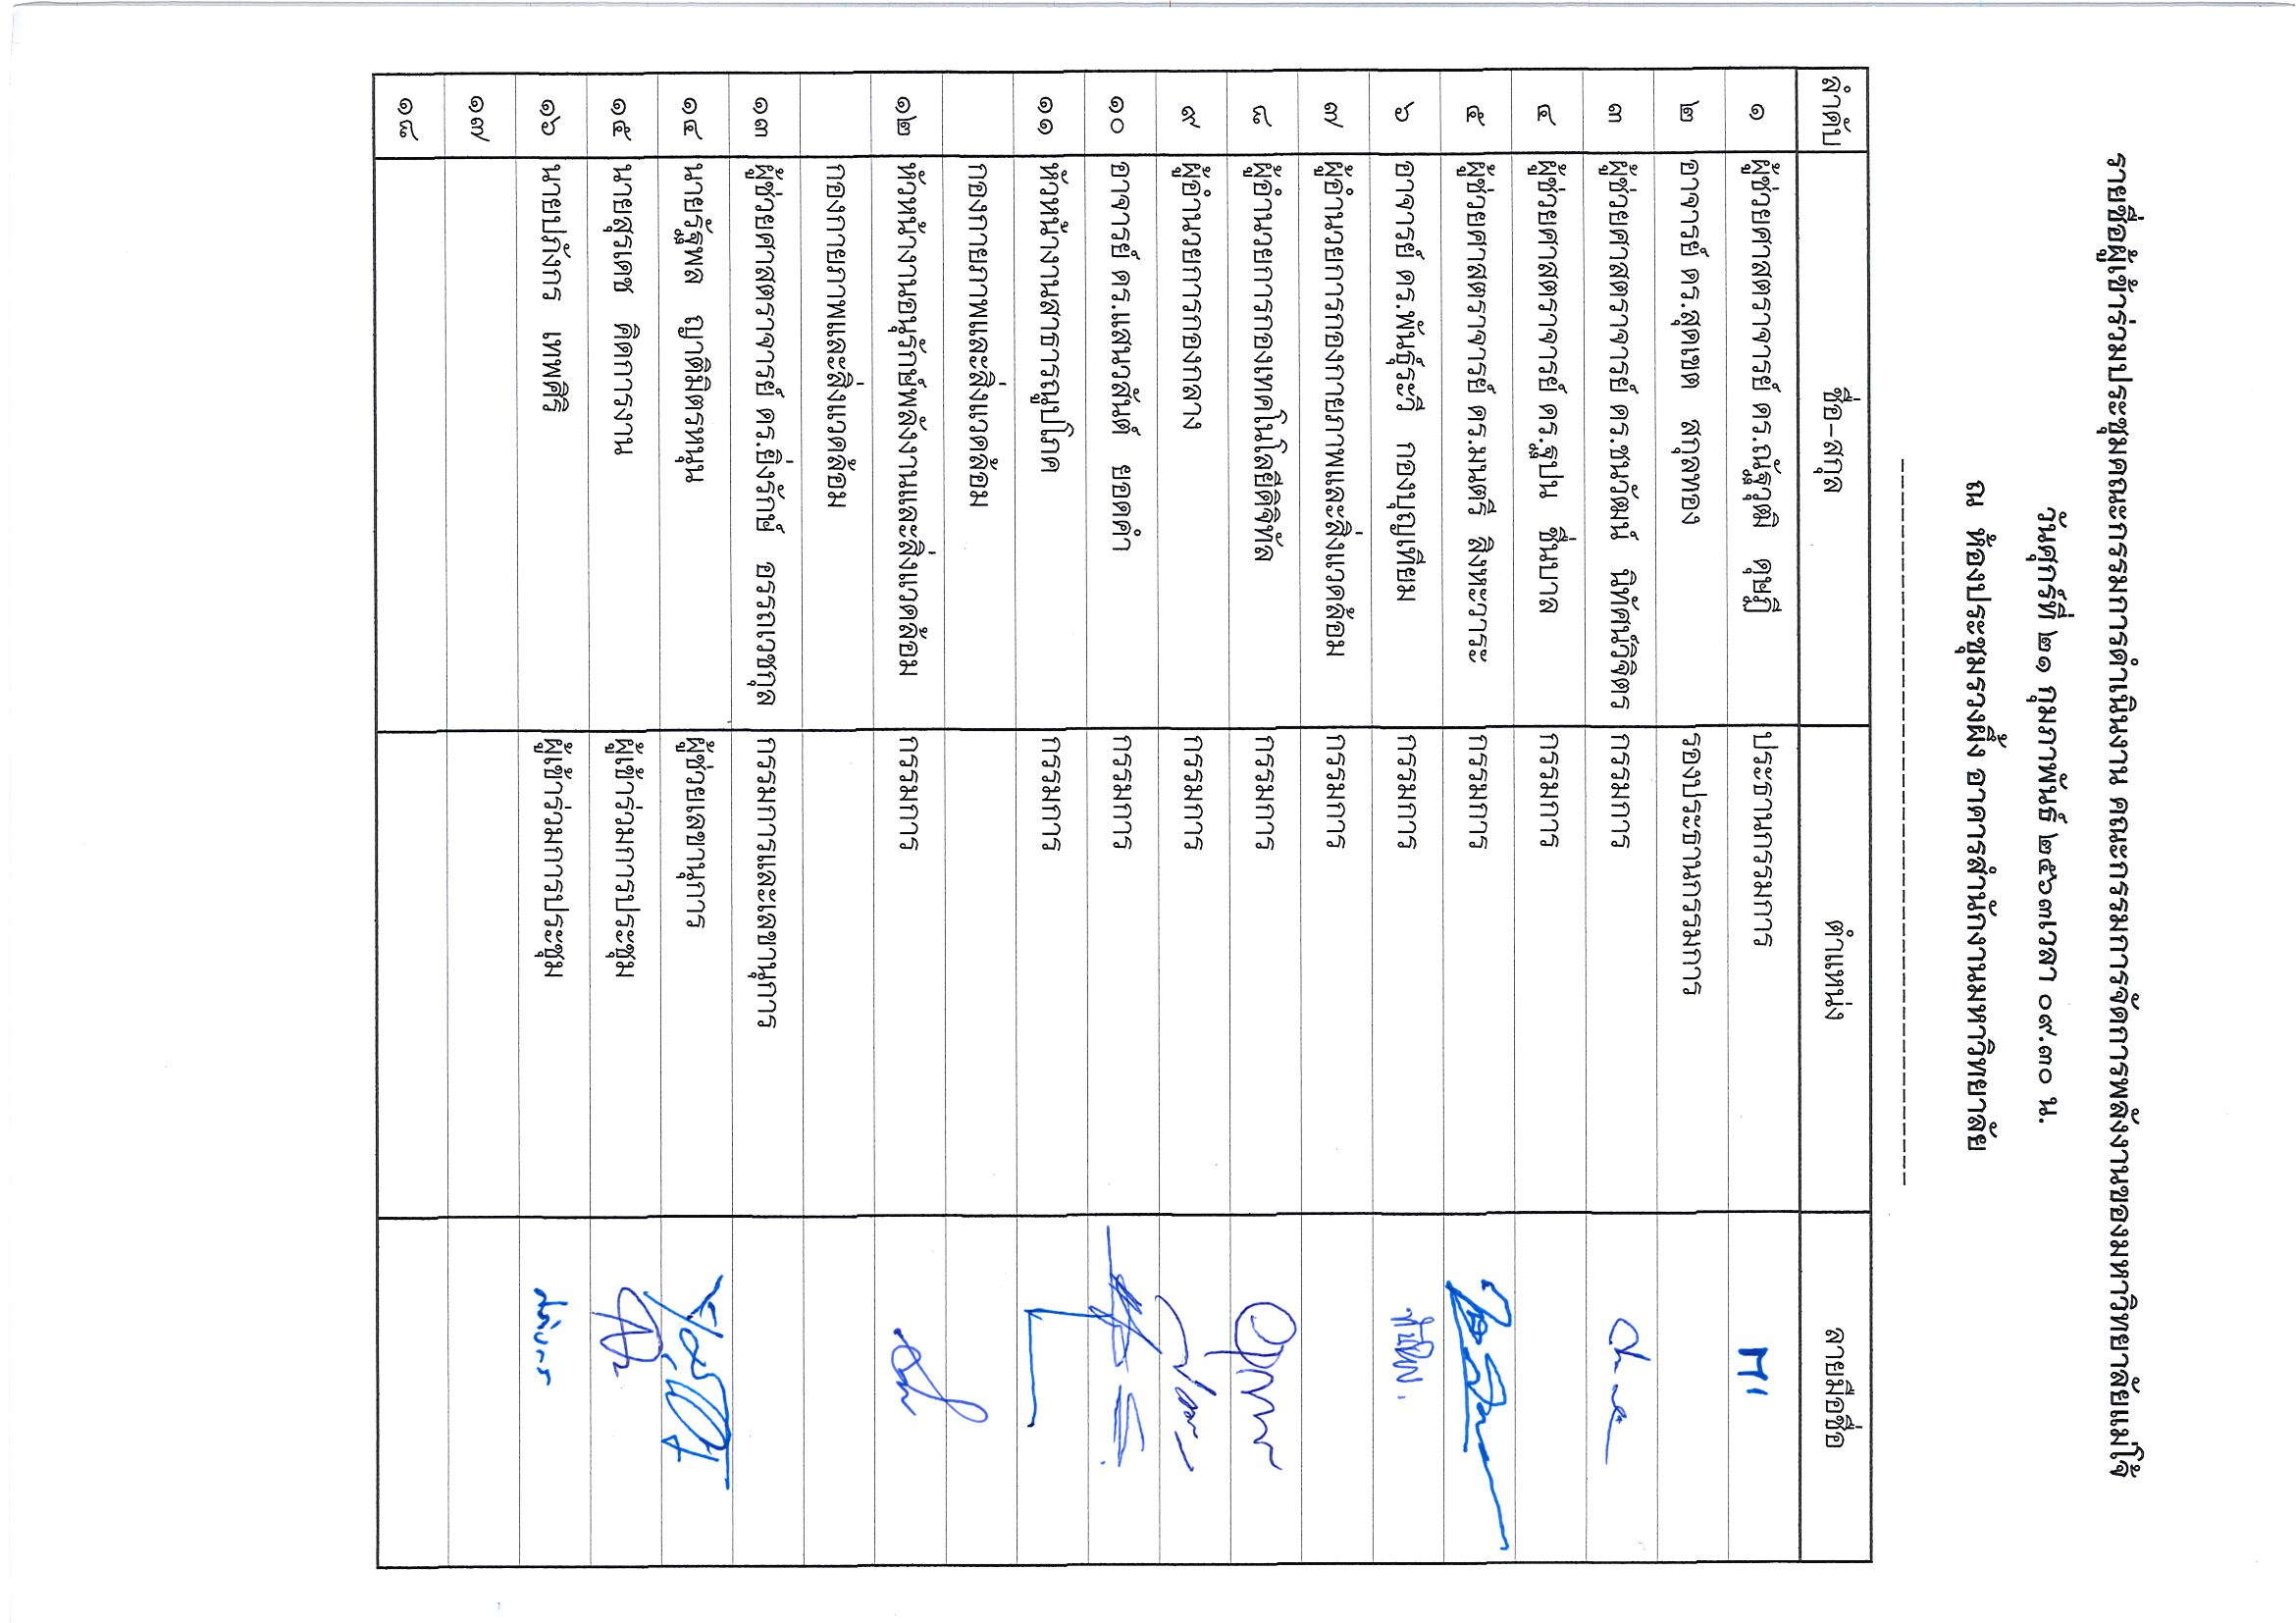 รายชื่อผู้เข้าร่วมประชุมคณะกรรมการดำเนินงาน คณะกรรมการจัดการพลังงานของมหาวิทยาลัยแม่โจ้
วันศุกร์ที่ ๒๑ กุมภาพันธ์ ๒๕๖๓เวลา ๐๙.๓๐ น.
ณ ห้องประชุมรวงผึ้ง อาคารสำนักงานมหาวิทยาลัย
ลำดับ ชื่อ-สกุล ตำแหน่ง ลายมือชื่อ
๑ ผู้ช่วยศาสตราจารย์ ดร.ณัฐวุฒิ ดุษฎี ประธานกรรมการ
๒ อาจารย์ ดร.สุดเขต สกุลทอง รองประธานกรรมการ
๓ ผู้ช่วยศาสตราจารย์ ดร.ชนวัฒน์ นิทัศน์วิจิตร กรรมการ
๔ ผู้ช่วยศาสตราจารย์ ดร.ฐปน ชื่นบาล กรรมการ
๕ ผู้ช่วยศาสตราจารย์ ดร.มนตรี สิงหะวาระ กรรมการ
๖ อาจารย์ ดร.พันธุ์ระวี กองบุญเทียม กรรมการ
๗ ผู้อำนวยการกองกายภาพและสิ่งแวดล้อม กรรมการ
๘ ผู้อำนวยการกองเทคโนโลยีดิจิทัล กรรมการ
๙ ผู้อำนวยการกองกลาง กรรมการ
๑๐ อาจารย์ ดร.แสนวสันต์ ยอดคำ กรรมการ
๑๑ หัวหน้างานสาธารณูปโภค กรรมการ
กองกายภาพและสิ่งแวดล้อม
๑๒ หัวหน้างานอนุรักษ์พลังงานและสิ่งแวดล้อม กรรมการ
กองกายภาพและสิ่งแวดล้อม
๑๓ ผู้ช่วยศาสตราจารย์ ดร.ยิ่งรักษ์ อรรถเวชกุล กรรมการและเลขานุการ
๑๔ นายรัฐพล ญาติมิตรหนุน ผู้ช่วยเลขานุการ
๑๕ นายสุรเดช คิดการงาน ผู้เข้าร่วมการประชุม
๑๖ นายปภังกร เทพศิริ ผู้เข้าร่วมการประชุม
๑๗
๑๘